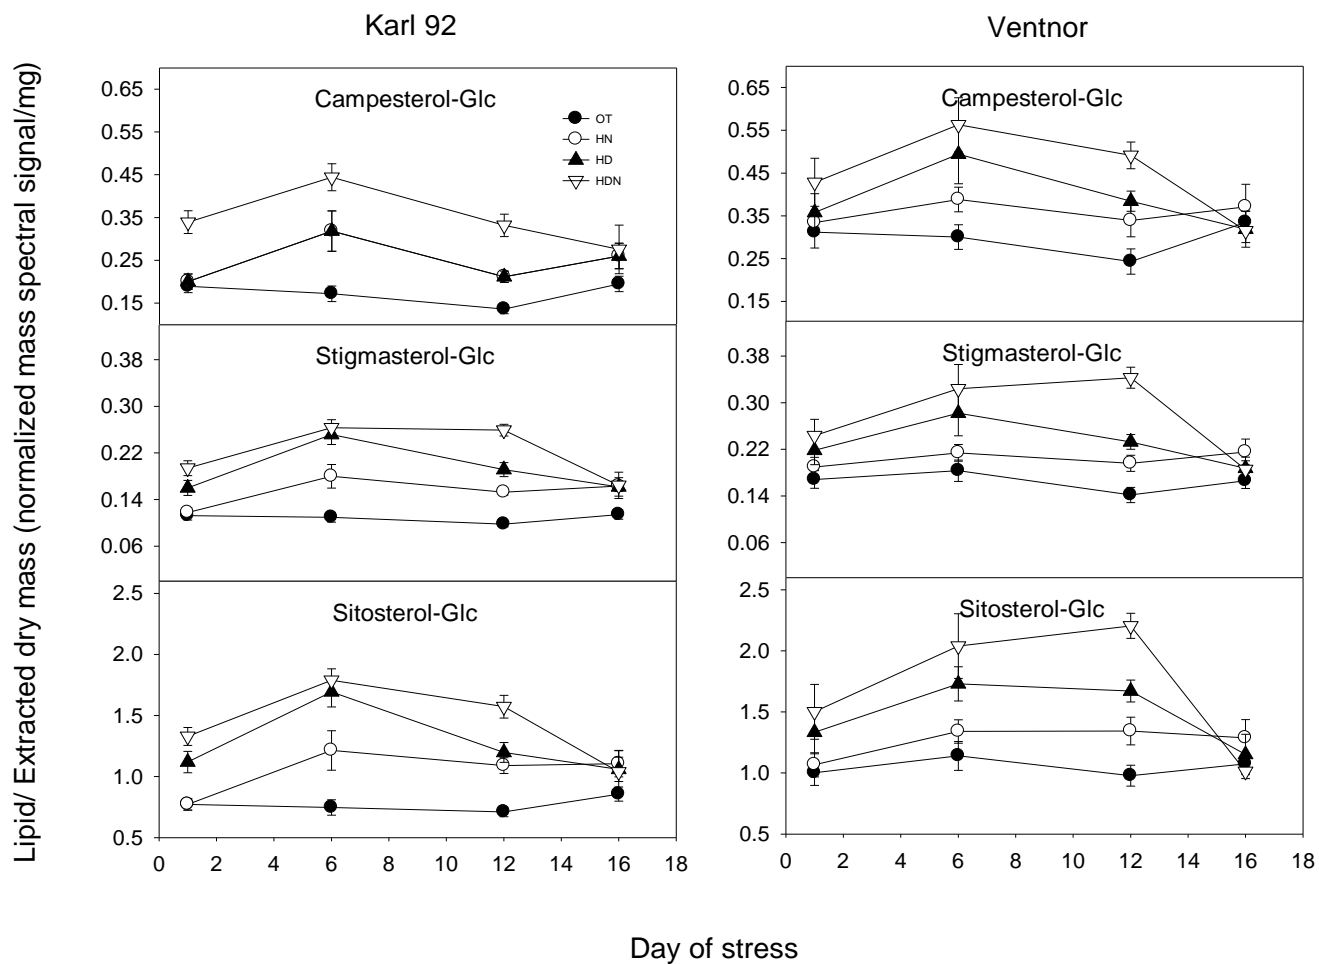 Karl 92
Ventnor
Lipid/ Extracted dry mass (normalized mass spectral signal/mg)
Campesterol-Glc
0.65
0.55
0.45
0.35
0.25
0.15
OT
HN
HD
HDN
Stigmasterol-Glc
0.38
0.30
0.22
0.14
0.06
Sitosterol-Glc
2.5
2.0
1.5
1.0
0.5
0 2 4 6 8 10 12 14 16 18
Campesterol-Glc
0.65
0.55
0.45
0.35
0.25
0.15
Stigmasterol-Glc
0.38
0.30
0.22
0.14
0.06
Sitosterol-Glc
2.5
2.0
1.5
1.0
0.5
0 2 4 6 8 10 12 14 16 18
Day of stress